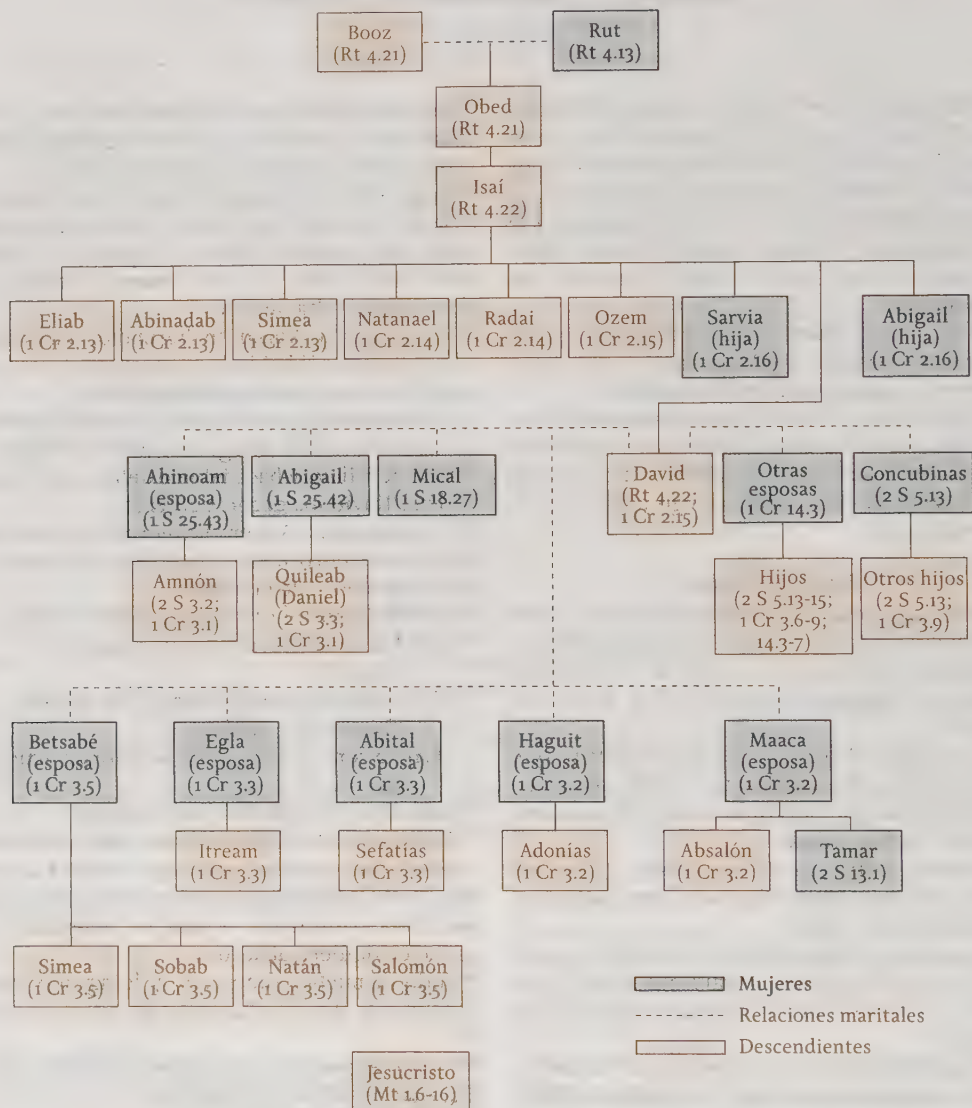 Booz
(Rt 4.21)
Rut
(Rt 4.13)
Obed
(Rt 4.21)
Isaí
(Rt 4.22)
Eliab
(1 Cr 2.13)
Abinadab
(1 Cr 2.13)
Simea
(1 Cr 2.13)
Natanael
(1 Cr 2.14)
Radai
(1 Cr 2.14)
Ozem
(1 Cr 2.15)
Sarvia
(hija)
(1 Cr 2.16)
Abigail
(hija)
(1 Cr 2.16)
Ahinoam
(esposa)
(1 S 25.43)
Abigail
(1 S 25.42)
Mical
(1 S 18.27)
David
(Rt 4.22;
1 Cr 2.15)
Otras
esposas
(1 Cr 14.3)
Concubinas
(2 S 5.13)
Amnón
(2 S 3.2;
1 Cr 3.1)
Quileab
(Daniel)
(2 S 3.3;
1 Cr 3.1)
Hijos
(2 S 5.13-15;
1 Cr 3.6-9;
14.3-7)
Otros hijos
(2 S 5.13;
1 Cr 3.9)
Betsabé
(esposa)
(1 Cr 3.5)
Egla
(esposa)
(1 Cr 3.3)
Abital
(esposa)
(1 Cr 3.3)
Haguit
(esposa)
(1 Cr 3.2)
Maaca
(esposa)
(1 Cr 3.2)
Itream
(1 Cr 3.3)
Sefatías
(1 Cr 3.3)
Adonías
(1 Cr 3.2)
Absalón
(1 Cr 3.2)
Tamar
(2 S 13.1)
Simea
(1 Cr 3.5)
Sobab
(1 Cr 3.5)
Natán
(1 Cr 3.5)
Salomón
(1 Cr 3.5)
Mujeres
Relaciones maritales
Descendientes
Jesucristo
(Mt 1.6-16)